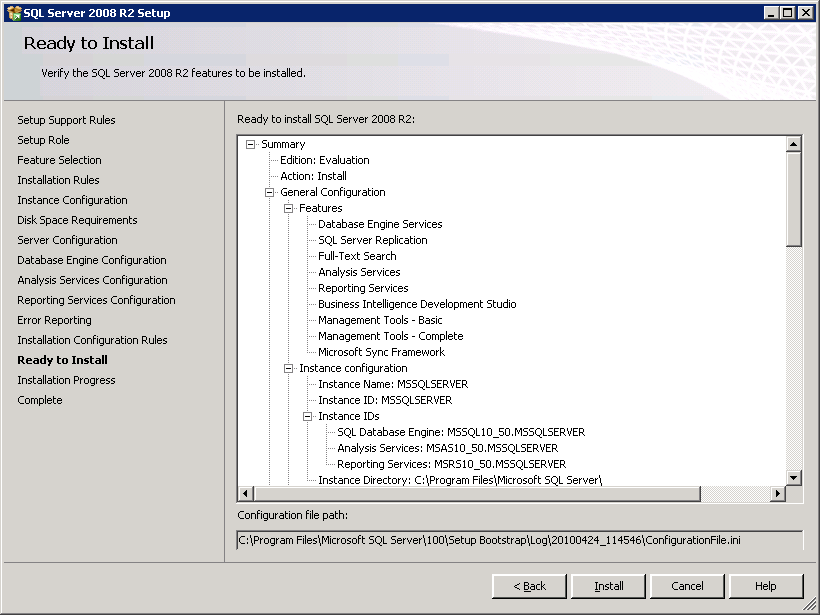 SQL Server 2008 R2 Setup
Ready to Install
Verify the SQL Server 2008 R2 features to be installed.
Setup Support Rules
Setup Role
Feature Selection
Installation Rules
Instance Configuration
Disk Space Requirements
Server Configuration
Database Engine Configuration
Analysis Services Configuration
Reporting Services Configuration
Error Reporting
Installation Configuration Rules
Ready to Install
Installation Progress
Complete
Ready to install SQL Server 2008 R2:
Summary
Edition: Evaluation
Action: Install
General Configuration
Features
Database Engine Services
SQL Server Replication
Full-Text Search
Analysis Services
Reporting Services
Business Intelligence Development Studio
Management Tools - Basic
Management Tools - Complete
Microsoft Sync Framework
Instance configuration
Instance Name: MSSQLSERVER
Instance ID: MSSQLSERVER
Instance IDs
SQL Database Engine: MSSQL10_50.MSSQLSERVER
Analysis Services: MSAS10_50.MSSQLSERVER
Reporting Services: MSRS10_50.MSSQLSERVER
Instance Directory: C:\Program Files\Microsoft SQL Server\
Configuration file path:
C:\Program Files\Microsoft SQL Server\100\Setup Bootstrap\Log\20100424_114546\ConfigurationFile.ini
< Back
Install
Cancel
Help